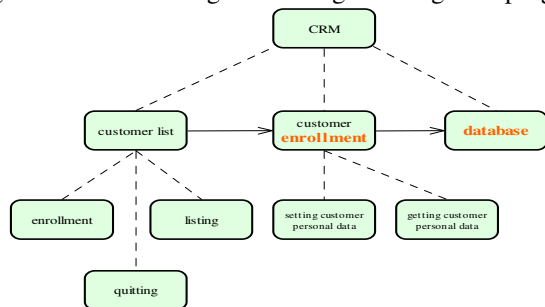 CRM
customer list
customer
enrollment
database
enrollment
listing
setting customer
personal data
getting customer
personal data
quitting